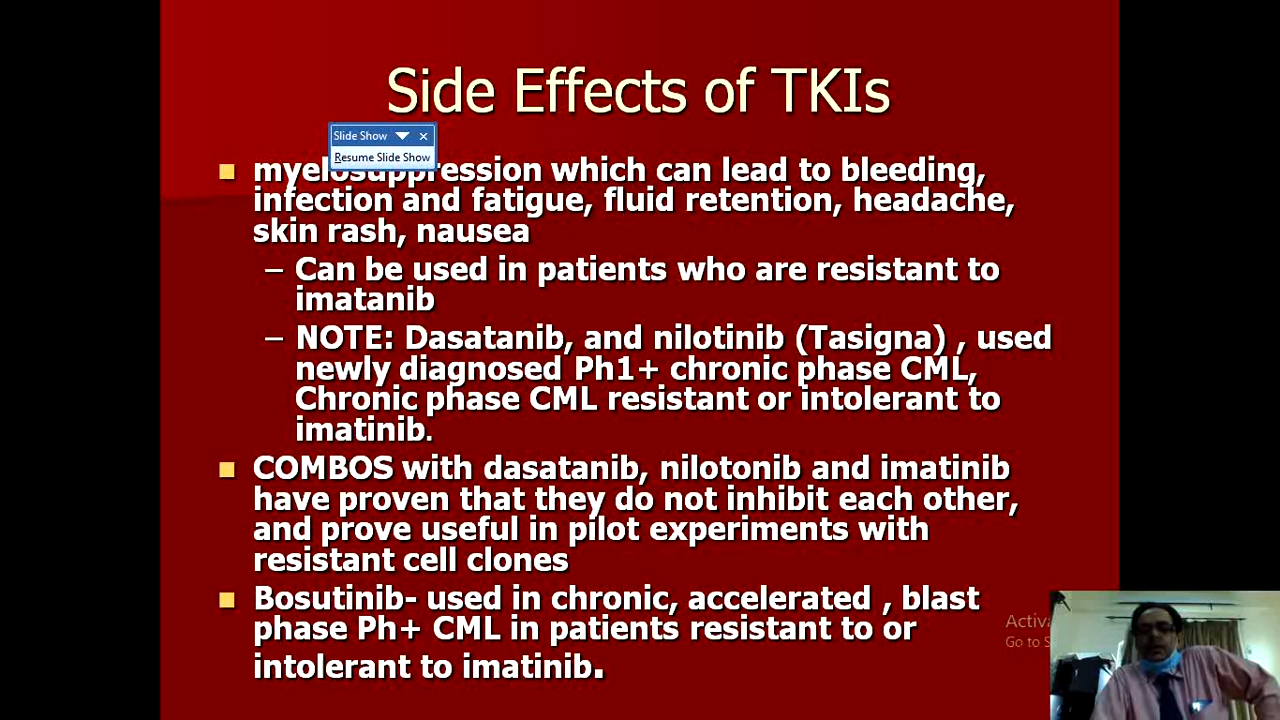 Side Effects of TKIs
Slide Show
Resume Slide Show
myelosuppression which can lead to bleeding,
infection and fatigue, fluid retention, headache,
skin rash, nausea
– Can be used in patients who are resistant to
imatanib
– NOTE: Dasatanib, and nilotinib (Tasigna) , used
newly diagnosed Ph1+ chronic phase CML,
Chronic phase CML resistant or intolerant to
imatinib.
COMBOS with dasatanib, nilotonib and imatinib
have proven that they do not inhibit each other,
and prove useful in pilot experiments with
resistant cell clones
Bosutinib- used in chronic, accelerated , blast
phase Ph+ CML in patients resistant to or
intolerant to imatinib.
Activa
Go to S